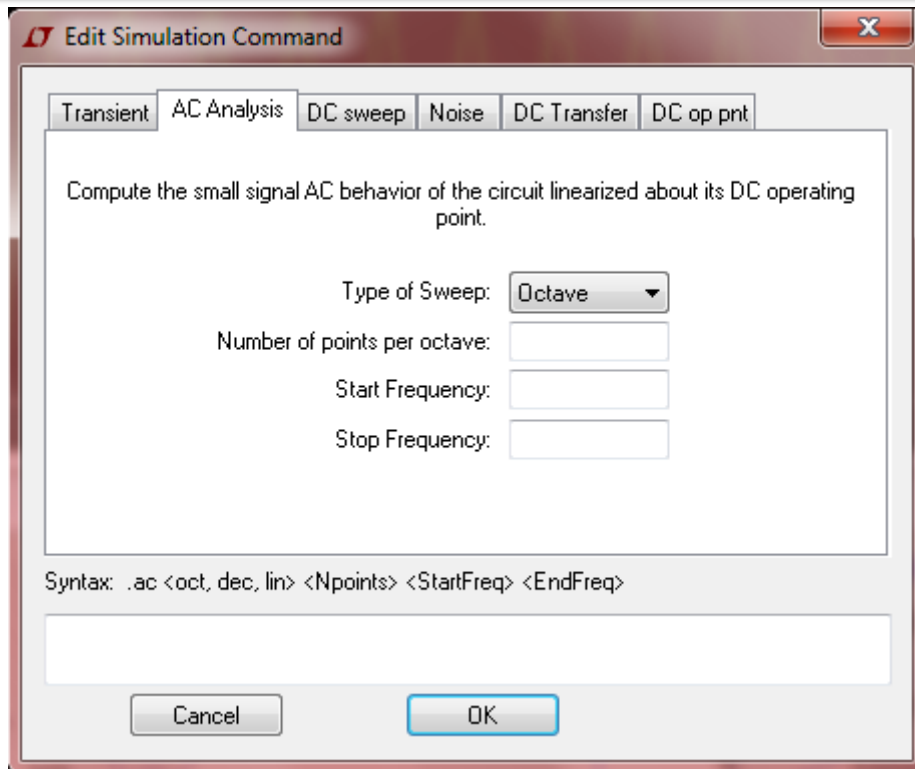 Edit Simulation Command
Transient AC Analysis DC sweep Noise DC Transfer DC op pnt
Compute the small signal AC behavior of the circuit linearized about its DC operating
point.
Type of Sweep: Octave
Number of points per octave:
Start Frequency:
Stop Frequency:
Syntax: .ac <oct, dec, lin> <Npoints> <StartFreq> <EndFreq>
Cancel OK